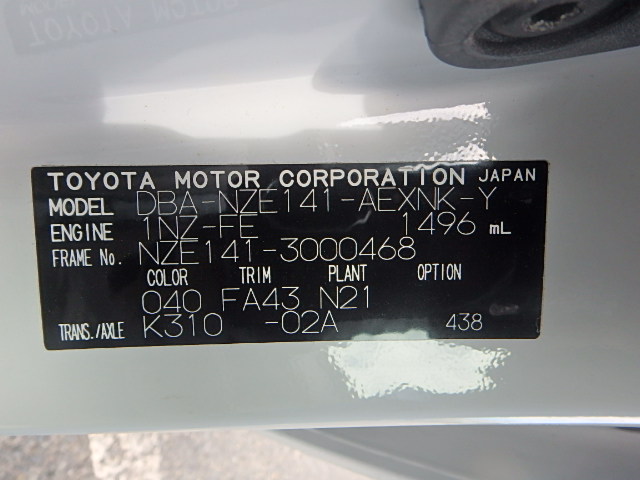 TOYOTA MOTOR CORPORATION JAPAN
MODEL DBA-NZE141-AEXNK-Y
ENGINE 1NZ-FE 1496 mL
FRAME No. NZE141-3000468
COLOR TRIM PLANT OPTION
040 FA43 N21
TRANS./AXLE K310 -02A 438